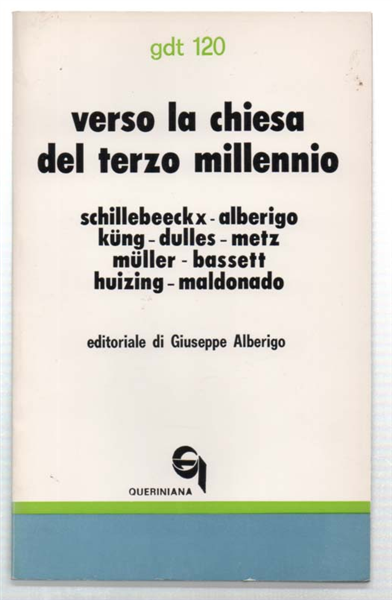 gdt 120
verso la chiesa
del terzo millennio
schillebeeckx - alberigo
küng - dulles - metz
müller - bassett
huizing - maldonado
editoriale di Giuseppe Alberigo
QUERINIANA